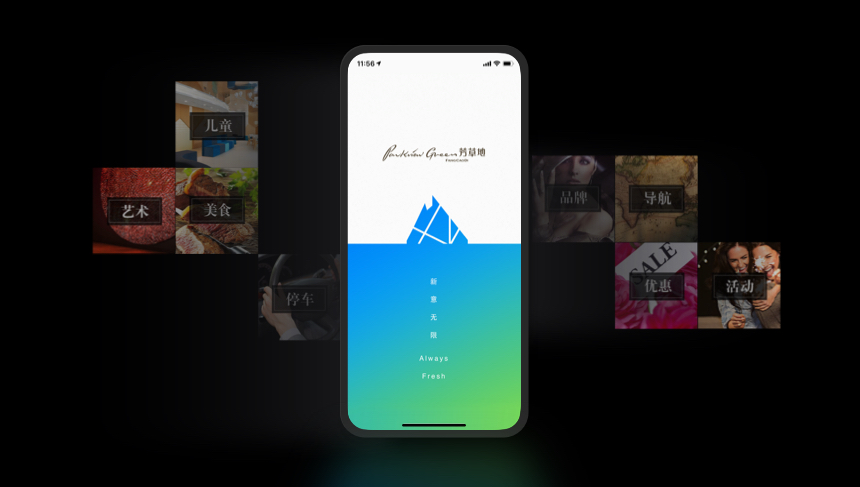 11:56
儿童
艺术
美食
停车
Parkview Green 芳草地
FANGCAODI
新
意
无
限
Always
Fresh
品牌
导航
SALE
优惠
活动